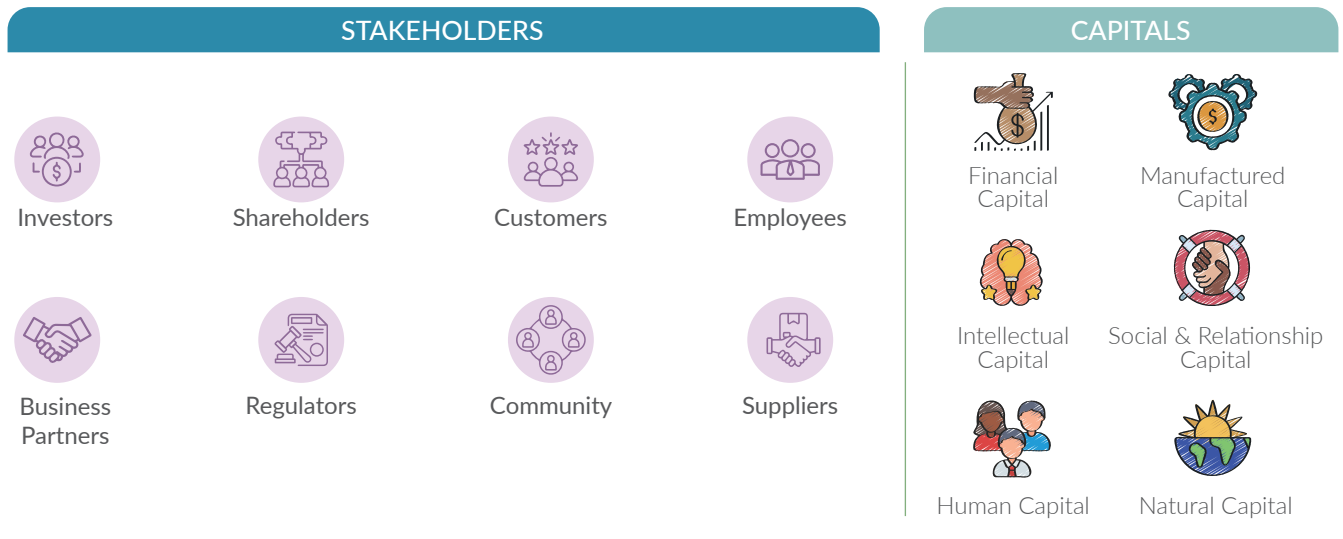 STAKEHOLDERS
Investors
Shareholders
Customers
Employees
Business
Partners
Regulators
Community
Suppliers
CAPITALS
$
Financial
Capital
$
Manufactured
Capital
Intellectual
Capital
Social & Relationship
Capital
Human Capital
Natural Capital